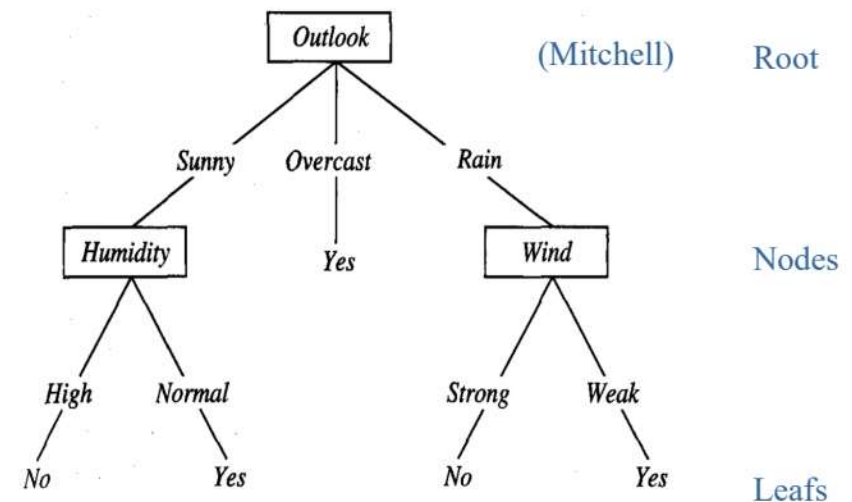 Outlook (Mitchell) Root
Sunny Overcast Rain
Humidity Yes Wind Nodes
High Normal Strong Weak
No Yes No Yes Leafs